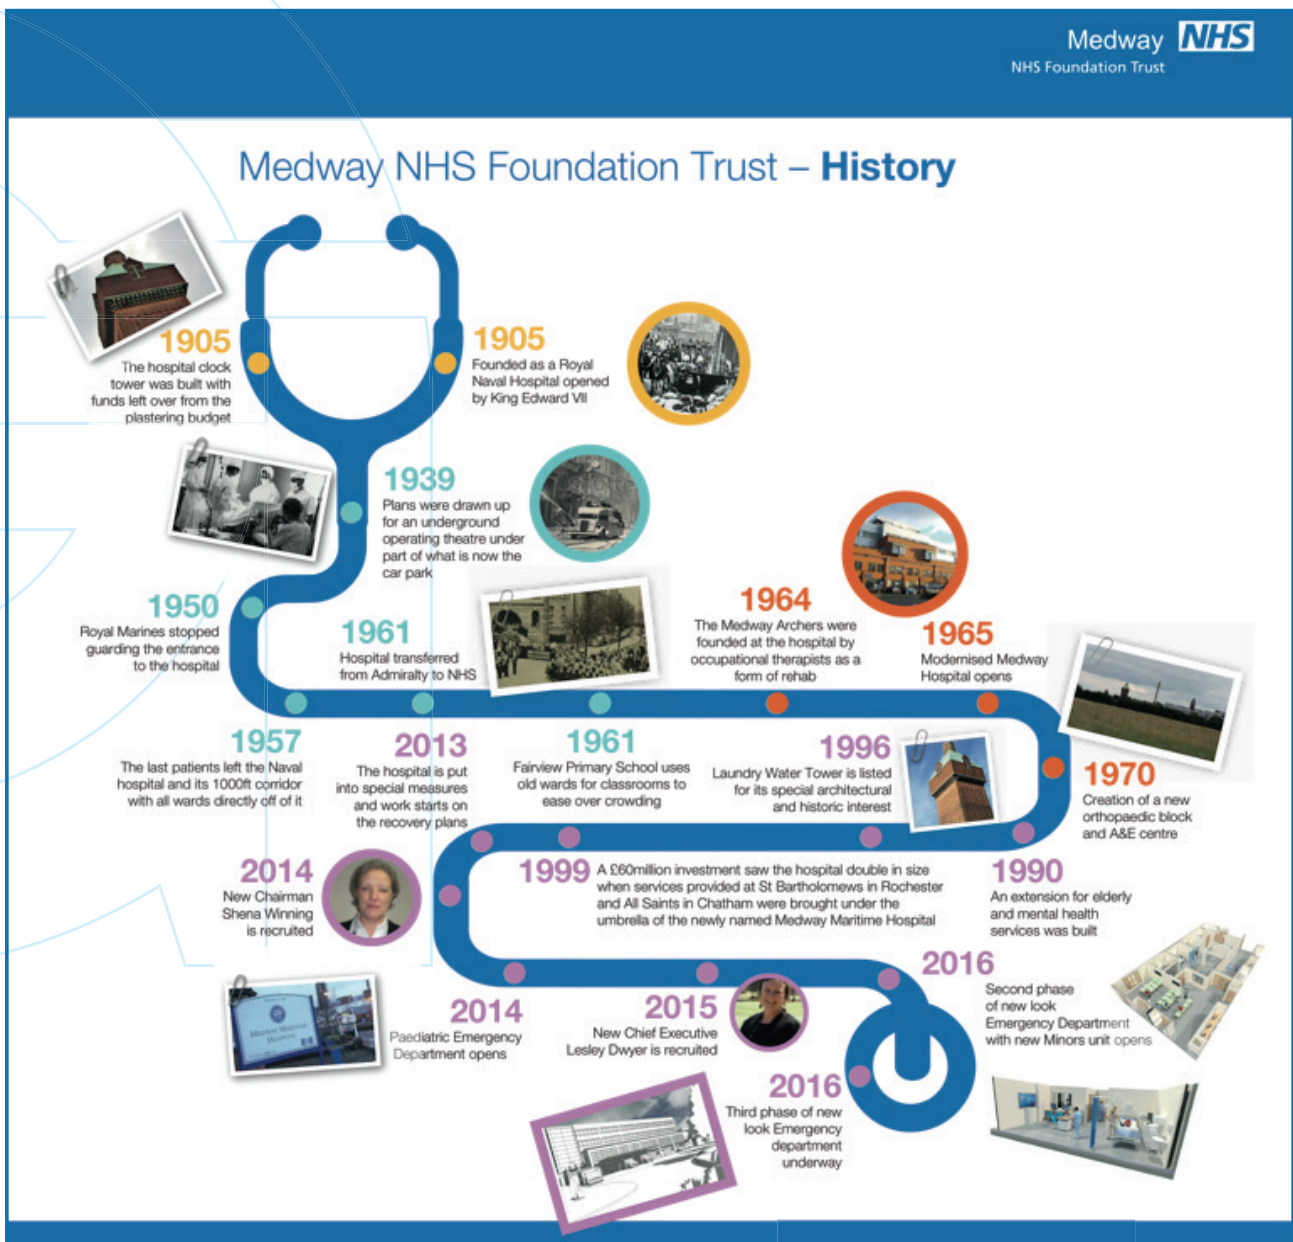 Medway NHS
NHS Foundation Trust
Medway NHS Foundation Trust – History
1905
The hospital clock
tower was built with
funds left over from the
plastering budget
1905
Founded as a Royal
Naval Hospital opened
by King Edward VII
1939
Plans were drawn up
for an underground
operating theatre under
part of what is now the
car park
1950
Royal Marines stopped
guarding the entrance
to the hospital
1957
The last patients left the Naval
hospital and its 1000ft corridor
with all wards directly off of it
1961
Hospital transferred
from Admiralty to NHS
1961
Fairview Primary School uses
old wards for classrooms to
ease over crowding
1964
The Medway Archers were
founded at the hospital by
occupational therapists as a
form of rehab
1965
Modernised Medway
Hospital opens
1970
Creation of a new
orthopaedic block
and A&E centre
1990
An extension for elderly
and mental health
services was built
1996
Laundry Water Tower is listed
for its special architectural
and historic interest
1999
A £60million investment saw the hospital double in size
when services provided at St Bartholomews in Rochester
and All Saints in Chatham were brought under the
umbrella of the newly named Medway Maritime Hospital
2013
The hospital is put
into special measures
and work starts on
the recovery plans
2014
New Chairman
Shena Winning
is recruited
2014
Paediatric Emergency
Department opens
Medway Maritime
Hospital
2015
New Chief Executive
Lesley Dwyer is recruited
2016
Second phase
of new look
Emergency Department
with new Minors unit opens
2016
Third phase of new
look Emergency
department
underway